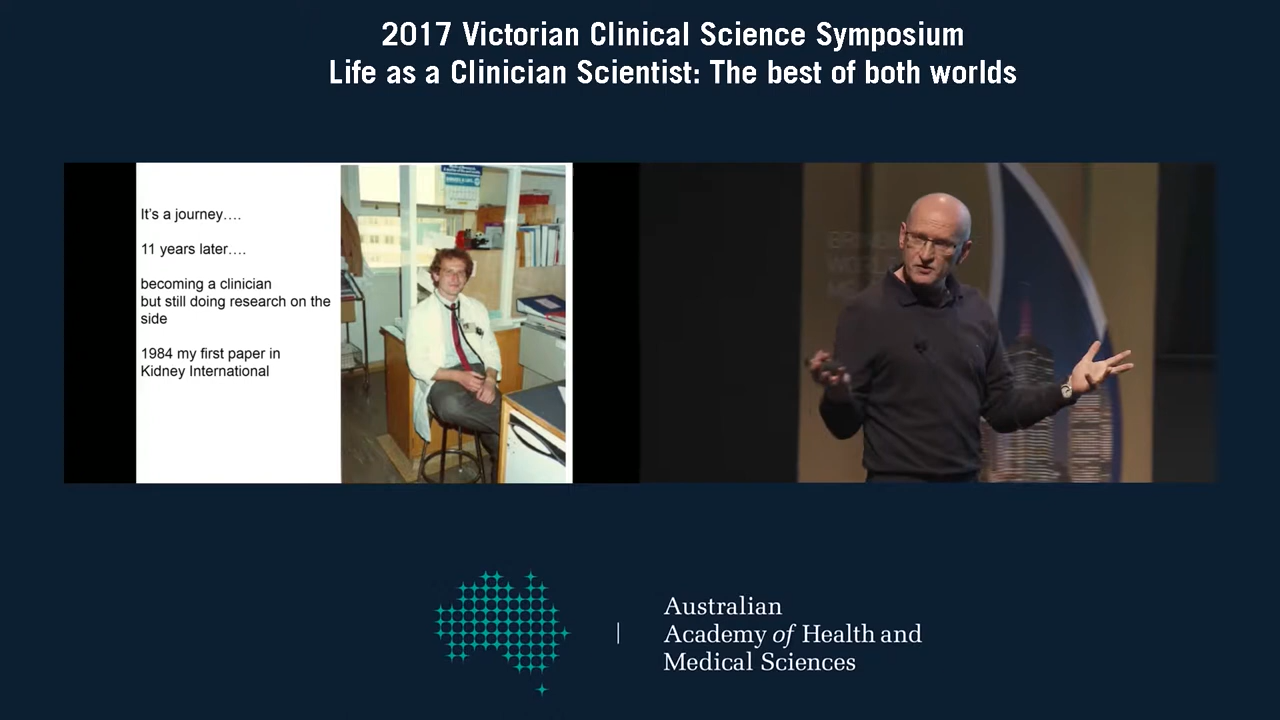 2017 Victorian Clinical Science Symposium
Life as a Clinician Scientist: The best of both worlds
It's a journey….
11 years later….
becoming a clinician
but still doing research on the
side
1984 my first paper in
Kidney International
Australian
Academy of Health and
Medical Sciences